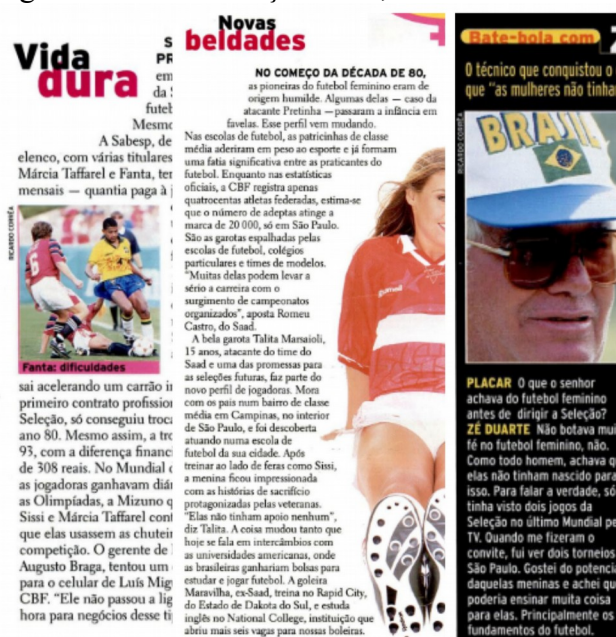 Vida
dura
S
PR
em
da S
futeb
Mesmo
A Sabesp, de
elenco, com várias titulares
Márcia Taffarel e Fanta, ter
mensais — quantia paga à j
RICARDO CORRÊA
Fanta: dificuldades
sai acelerando um carrão i
primeiro contrato profission
Seleção, só conseguiu troca
ano 80. Mesmo assim, a tro
93, com a diferença financ
de 308 reais. No Mundial d
as jogadoras ganhavam diár
as Olimpíadas, a Mizuno q
Sissi e Márcia Taffarel cont
que elas usassem as chutei
competição. O gerente de
Augusto Braga, tentou um
para o celular de Luís Mig
CBF. "Ele não passou a lig
hora para negócios desse ti
Novas
beldades
NO COMEÇO DA DÉCADA DE 80,
as pioneiras do futebol feminino eram de
origem humilde. Algumas delas — caso da
atacante Pretinha — passaram a infância em
favelas. Esse perfil vem mudando.
Nas escolas de futebol, as patricinhas de classe
média aderiram em peso ao esporte e já formam
uma fatia significativa entre as praticantes do
futebol. Enquanto nas estatísticas
oficiais, a CBF registra apenas
quatrocentas atletas federadas, estima-se
que o número de adeptas atinge a
marca de 20 000, só em São Paulo.
São as garotas espalhadas pelas
escolas de futebol, colégios
particulares e times de modelos.
"Muitas delas podem levar a
sério a carreira com o
surgimento de campeonatos
organizados", aposta Romeu
Castro, do Saad.
A bela garota Talita Marsaioli,
15 anos, atacante do time do
Saad e uma das promessas para
as seleções futuras, faz parte do
novo perfil de jogadoras. Mora
com os pais num bairro de classe
média em Campinas, no interior
de São Paulo, e foi descoberta
atuando numa escola de
futebol da sua cidade. Após
treinar ao lado de feras como Sissi,
a menina ficou impressionada
com as histórias de sacrifício
protagonizadas pelas veteranas.
"Elas não tinham apoio nenhum",
diz Talita. A coisa mudou tanto que
hoje se fala em intercâmbios com
as universidades americanas, onde
as brasileiras ganhariam bolsas para
estudar e jogar futebol. A goleira
Maravilha, ex-Saad, treina no Rapid City,
do Estado de Dakota do Sul, e estuda
inglês no National College, instituição que
abriu mais seis vagas para nossas boleiras.
Bate-bola com
O técnico que conquistou o
que "as mulheres não tinham
RICARDO CORRÊA
BRASIL
PLACAR O que o senhor
achava do futebol feminino
antes de dirigir a Seleção?
ZÉ DUARTE Não botava mui
fé no futebol feminino, não.
Como todo homem, achava q
elas não tinham nascido para
isso. Para falar a verdade, só
tinha visto dois jogos da
Seleção no último Mundial pe
TV. Quando me fizeram o
convite, fui ver dois torneios
São Paulo. Gostei do potencia
daquelas meninas e achei qu
poderia ensinar muita coisa
para elas. Principalmente os
fundamentos do futebol.